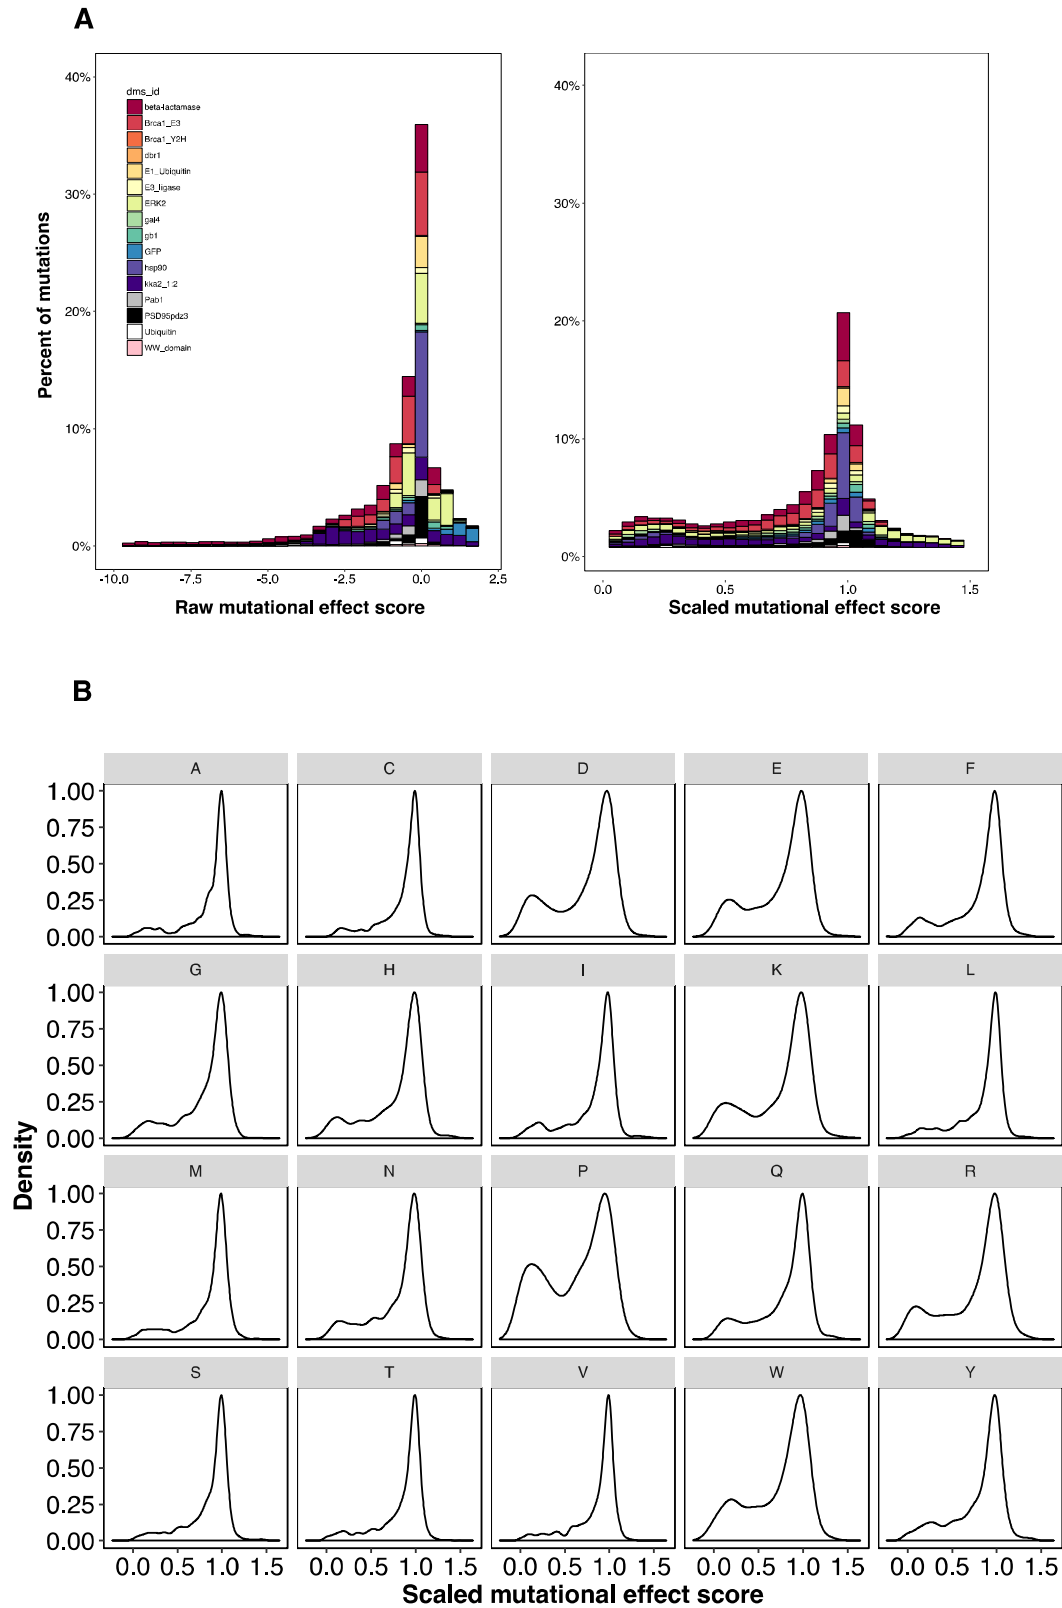 A
40%
30%
20%
10%
0%
Percent of mutations
dms_id
beta-lactamase
Brca1_E3
Brca1_Y2H
dbr1
E1_Ubiquitin
E3_ligase
ERK2
gal4
gb1
GFP
hsp90
kka2_1:2
Pab1
PSD95pdz3
Ubiquitin
WW_domain
-10.0 -7.5 -5.0 -2.5 0.0 2.5
Raw mutational effect score
40%
30%
20%
10%
0%
0.0 0.5 1.0 1.5
Scaled mutational effect score
B
A C D E F
1.00
0.75
0.50
0.25
0.00
G H I K L
1.00
0.75
0.50
0.25
0.00
Density
M N P Q R
1.00
0.75
0.50
0.25
0.00
S T V W Y
1.00
0.75
0.50
0.25
0.00
0.0 0.5 1.0 1.5 0.0 0.5 1.0 1.5 0.0 0.5 1.0 1.5 0.0 0.5 1.0 1.5 0.0 0.5 1.0 1.5
Scaled mutational effect score